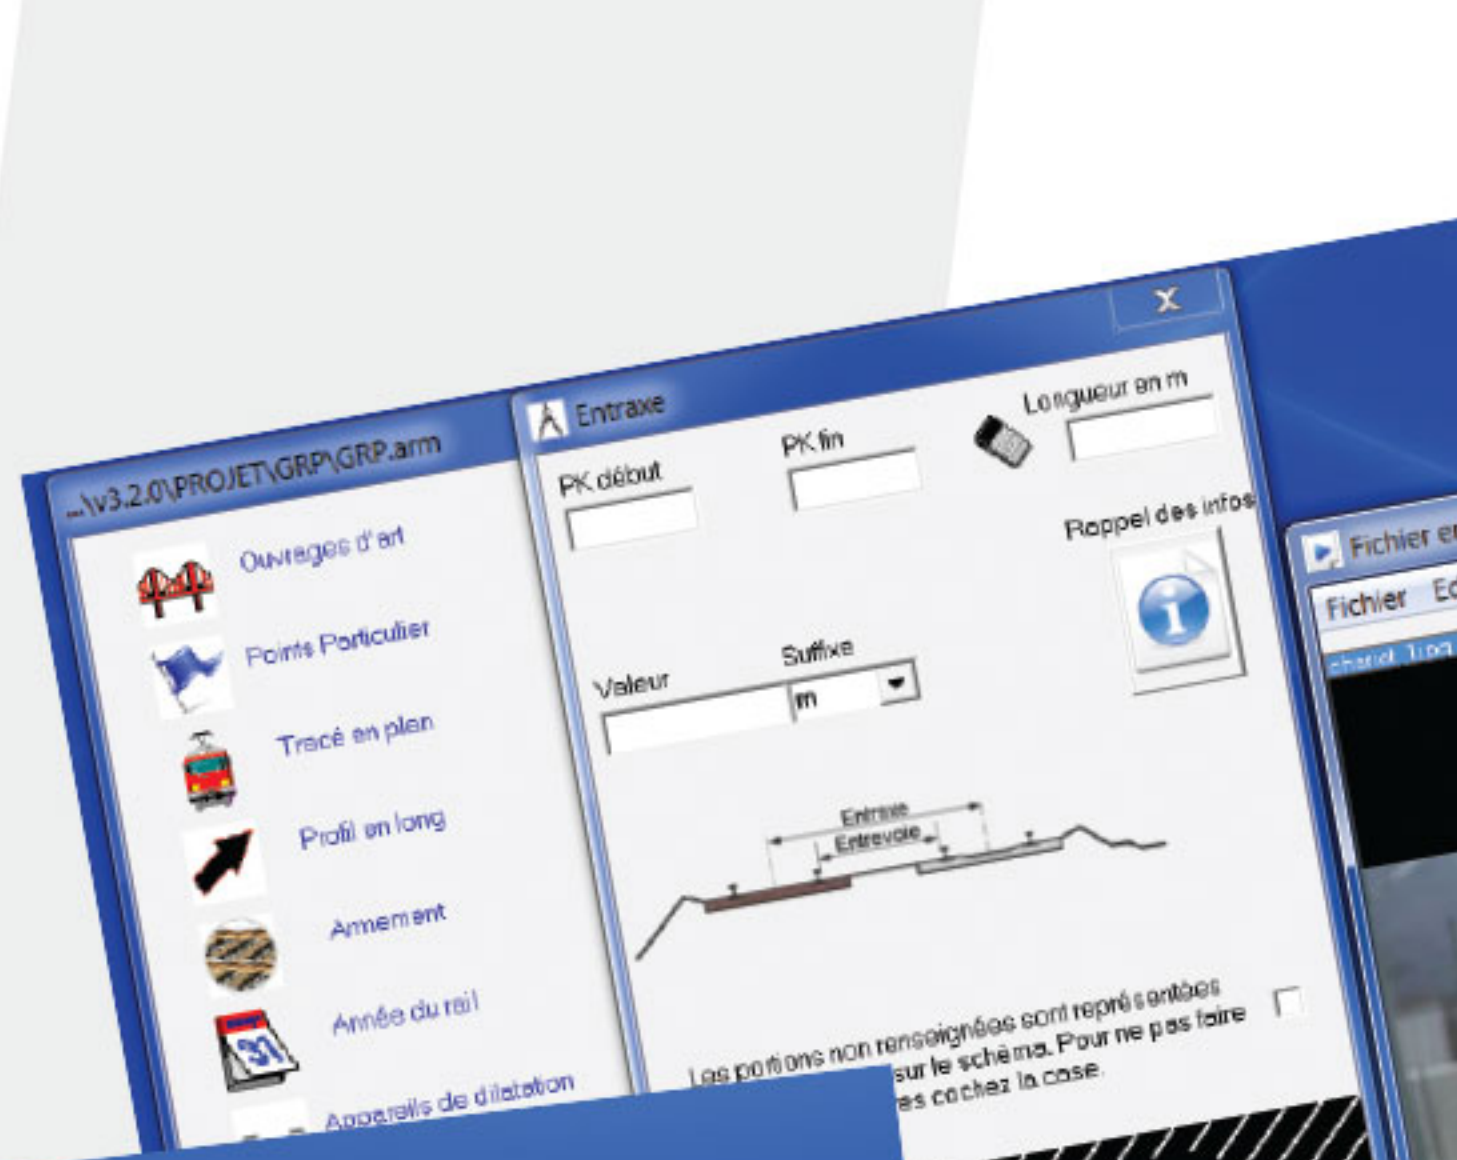 ...\v3.2.0\PROJET\GRP\GRP.arm
Ouvrages d'art
Points Particulier
Tracé en plan
Profil en long
Armement
Année du rail
Appareils de dilatation
Entraxe
X
PK début
PK fin
Longueur en m
Rappel des infos
Valeur
Suffixe
m
Entraxe
Entrevoie
Les portions non renseignées sont représentées
sur le schéma. Pour ne pas faire
cochez la case.
31
Fichier
Fichier